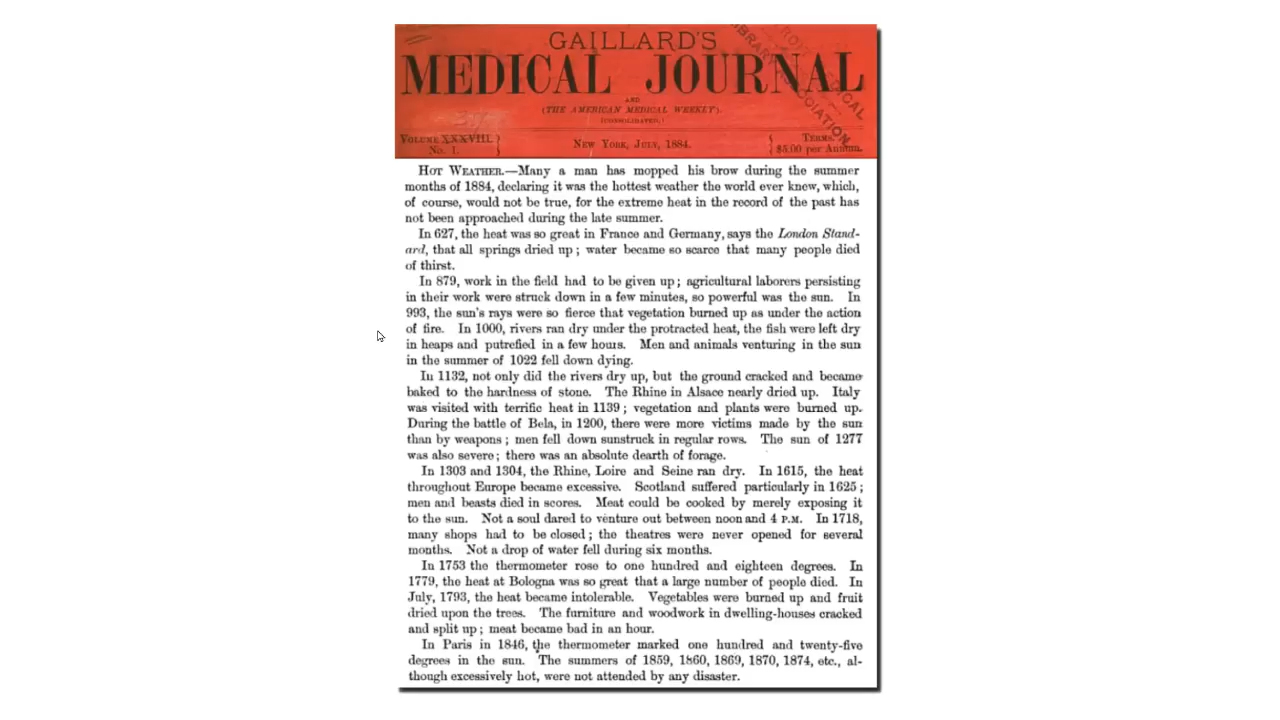 GAILLARD'S
MEDICAL JOURNAL
AND
(THE AMERICAN MEDICAL WEEKLY).
(CONSOLIDATED.)
VOLUME XXXVIII. No. 1.
NEW YORK, JULY, 1884.
TERMS. $5.00 per Annum.
LIBRARY ASSOCIATION
MEDICAL
HOT WEATHER.—Many a man has mopped his brow during the summer
months of 1884, declaring it was the hottest weather the world ever knew, which,
of course, would not be true, for the extreme heat in the record of the past has
not been approached during the late summer.
In 627, the heat was so great in France and Germany, says the London Stand-
ard, that all springs dried up; water became so scarce that many people died
of thirst.
In 879, work in the field had to be given up; agricultural laborers persisting
in their work were struck down in a few minutes, so powerful was the sun. In
993, the sun's rays were so fierce that vegetation burned up as under the action
of fire. In 1000, rivers ran dry under the protracted heat, the fish were left dry
in heaps and putrefied in a few hours. Men and animals venturing in the sun
in the summer of 1022 fell down dying.
In 1132, not only did the rivers dry up, but the ground cracked and became
baked to the hardness of stone. The Rhine in Alsace nearly dried up. Italy
was visited with terrific heat in 1139; vegetation and plants were burned up.
During the battle of Bela, in 1200, there were more victims made by the sun
than by weapons; men fell down sunstruck in regular rows. The sun of 1277
was also severe; there was an absolute dearth of forage.
In 1303 and 1304, the Rhine, Loire and Seine ran dry. In 1615, the heat
throughout Europe became excessive. Scotland suffered particularly in 1625;
men and beasts died in scores. Meat could be cooked by merely exposing it
to the sun. Not a soul dared to venture out between noon and 4 P.M. In 1718,
many shops had to be closed; the theatres were never opened for several
months. Not a drop of water fell during six months.
In 1753 the thermometer rose to one hundred and eighteen degrees. In
1779, the heat at Bologna was so great that a large number of people died. In
July, 1793, the heat became intolerable. Vegetables were burned up and fruit
dried upon the trees. The furniture and woodwork in dwelling-houses cracked
and split up; meat became bad in an hour.
In Paris in 1846, the thermometer marked one hundred and twenty-five
degrees in the sun. The summers of 1859, 1860, 1869, 1870, 1874, etc., al-
though excessively hot, were not attended by any disaster.